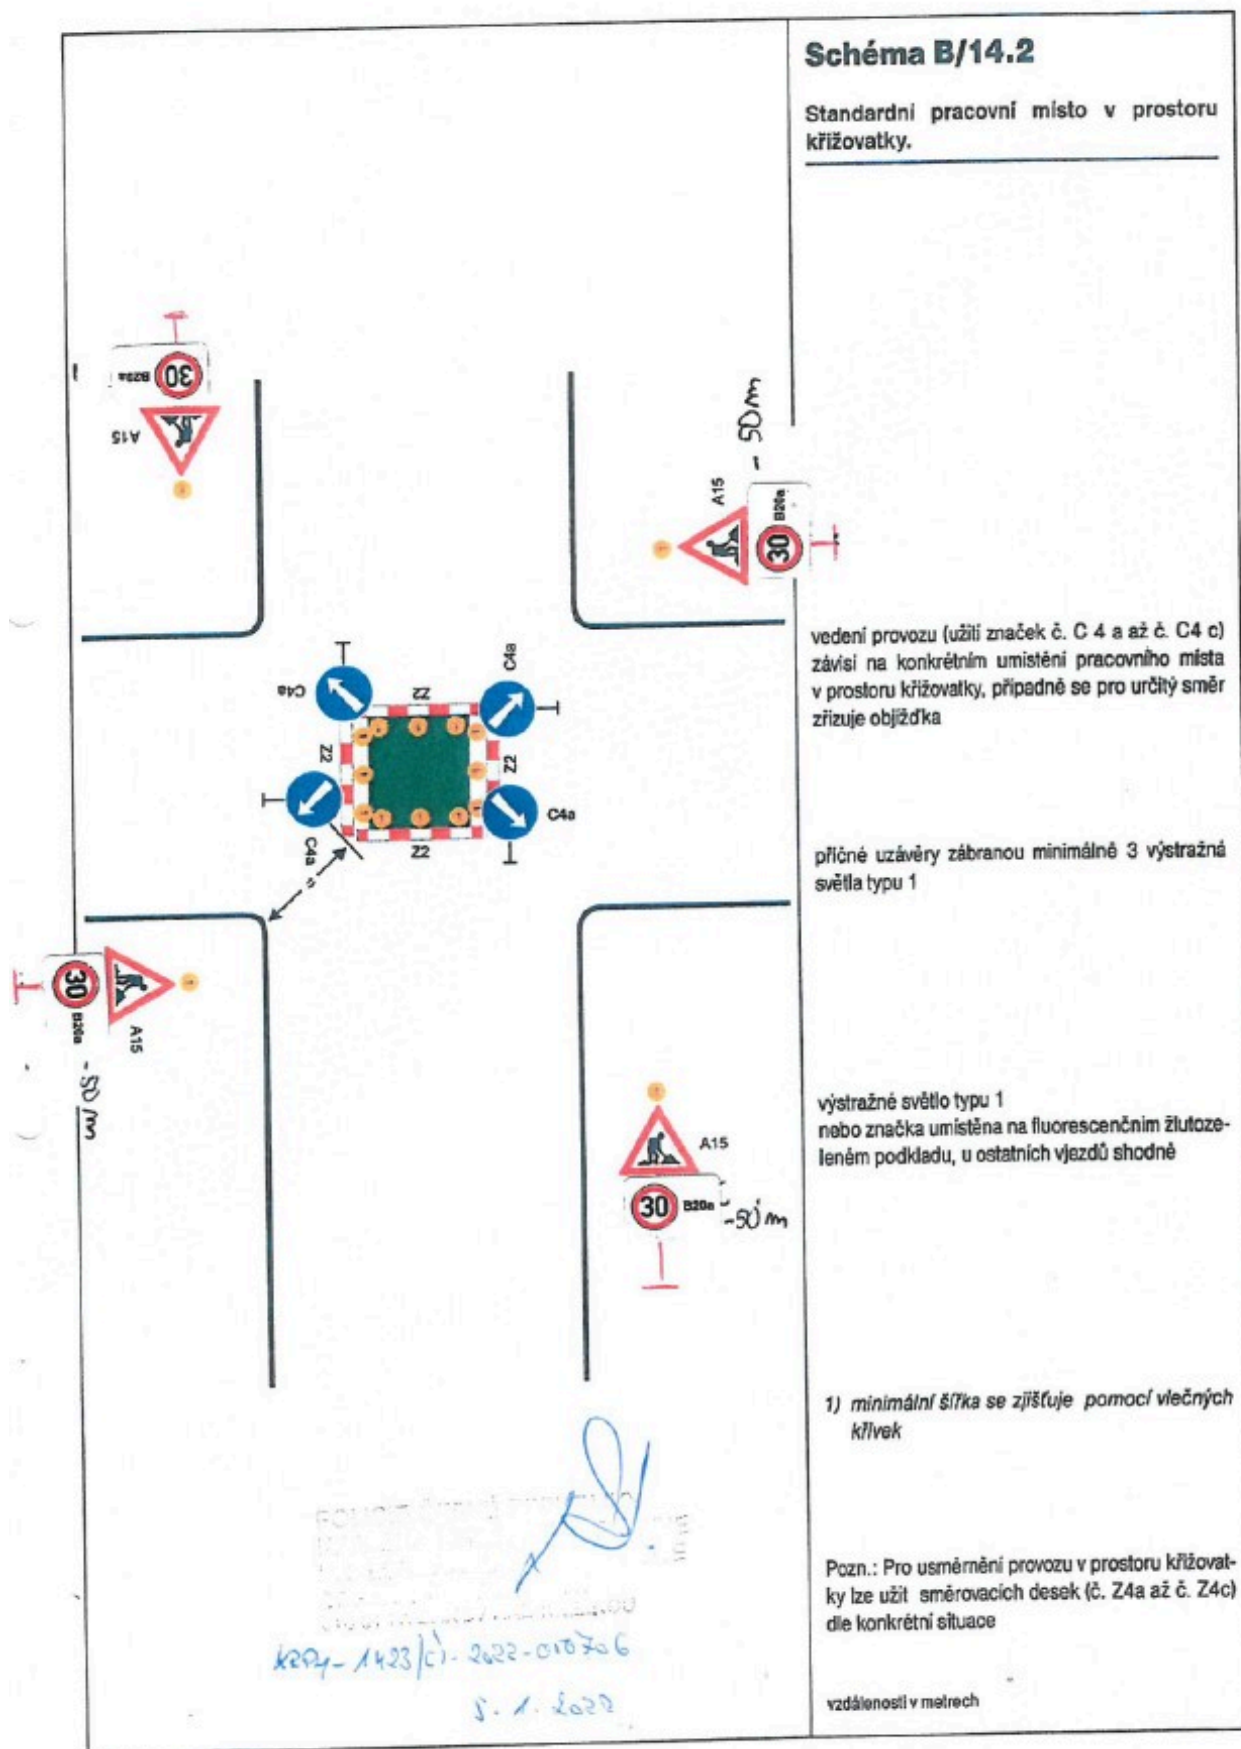 Schéma B/14.2
Standardní pracovní místo v prostoru
křižovatky.
30
B20a
A15
- 50m
A15
B20a
30
vedení provozu (užití značek č. C 4 a až č. C4 c)
závisí na konkrétním umístění pracovního místa
v prostoru křižovatky, případně se pro určitý směr
zřizuje objížďka
C4a
Z2
C4a
Z2
Z2
C4a
Z2
C4a
příčné uzávěry zábranou minimálně 3 výstražná
světla typu 1
30
B20a
A15
- 50 m
výstražné světlo typu 1
nebo značka umístěna na fluorescenčním žlutoze-
leném podkladu, u ostatních vjezdů shodně
A15
30
B20a
-50 m
1) minimální šířka se zjišťuje pomocí vlečných
křivek
Pozn.: Pro usměrnění provozu v prostoru křižovat-
ky lze užít směrovacích desek (č. Z4a až č. Z4c)
dle konkrétní situace
5. 1. 2022
vzdálenosti v metrech